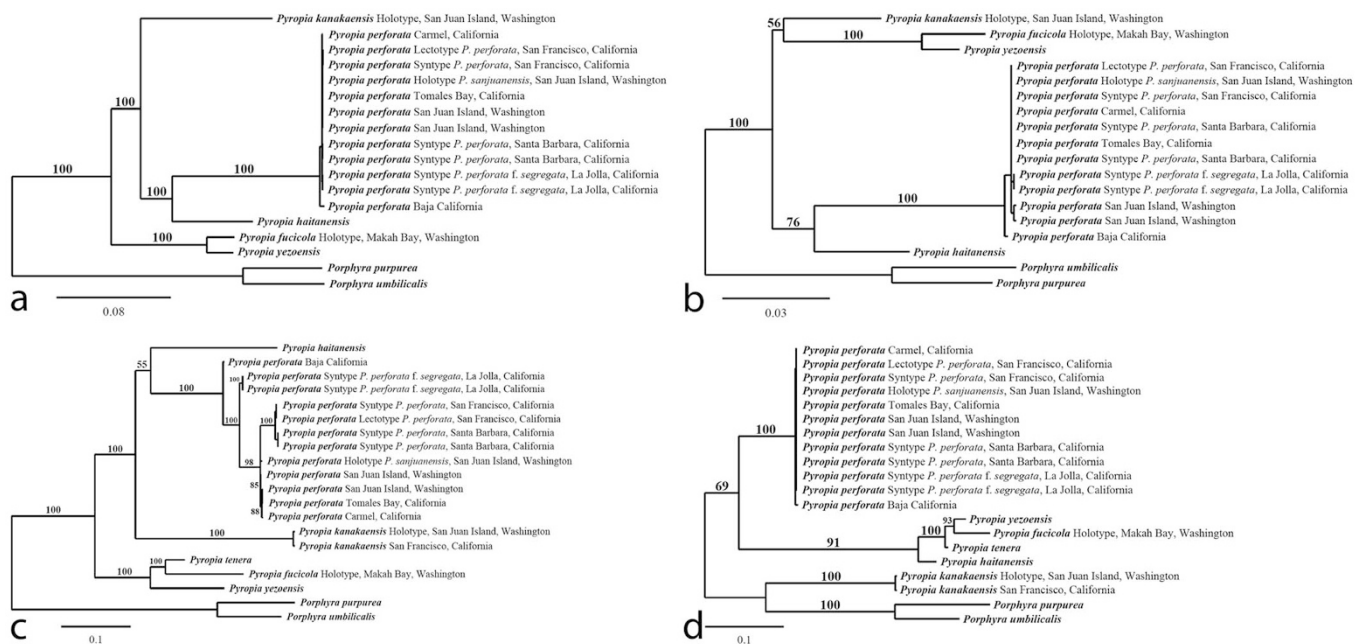 Pyropia kanakaensis Holotype, San Juan Island, Washington
Pyropia perforata Carmel, California
Pyropia perforata Lectotype P. perforata, San Francisco, California
Pyropia perforata Syntype P. perforata, San Francisco, California
Pyropia perforata Holotype P. sanjuanensis, San Juan Island, Washington
Pyropia perforata Tomales Bay, California
100
Pyropia perforata San Juan Island, Washington
Pyropia perforata San Juan Island, Washington
Pyropia perforata Syntype P. perforata, Santa Barbara, California
Pyropia perforata Syntype P. perforata, Santa Barbara, California
100
100
Pyropia perforata Syntype P. perforata f. segregata, La Jolla, California
Pyropia perforata Syntype P. perforata f. segregata, La Jolla, California
100
Pyropia perforata Baja California
Pyropia haitanensis
100
Pyropia fucicola Holotype, Makah Bay, Washington
Pyropia yezoensis
Porphyra purpurea
Porphyra umbilicalis
a
0.08
56
Pyropia kanakaensis Holotype, San Juan Island, Washington
100
Pyropia fucicola Holotype, Makah Bay, Washington
Pyropia yezoensis
Pyropia perforata Lectotype P. perforata, San Francisco, California
Pyropia perforata Holotype P. sanjuanensis, San Juan Island, Washington
Pyropia perforata Syntype P. perforata, San Francisco, California
Pyropia perforata Carmel, California
Pyropia perforata Syntype P. perforata, Santa Barbara, California
100
Pyropia perforata Tomales Bay, California
Pyropia perforata Syntype P. perforata, Santa Barbara, California
Pyropia perforata Syntype P. perforata f. segregata, La Jolla, California
Pyropia perforata Syntype P. perforata f. segregata, La Jolla, California
100
Pyropia perforata San Juan Island, Washington
Pyropia perforata San Juan Island, Washington
76
Pyropia perforata Baja California
Pyropia haitanensis
Porphyra umbilicalis
Porphyra purpurea
b
0.03
Pyropia haitanensis
55
Pyropia perforata Baja California
100
100
Pyropia perforata Syntype P. perforata f. segregata, La Jolla, California
Pyropia perforata Syntype P. perforata f. segregata, La Jolla, California
100
100
Pyropia perforata Syntype P. perforata, San Francisco, California
Pyropia perforata Lectotype P. perforata, San Francisco, California
Pyropia perforata Syntype P. perforata, Santa Barbara, California
Pyropia perforata Syntype P. perforata, Santa Barbara, California
100
98
Pyropia perforata Holotype P. sanjuanensis, San Juan Island, Washington
Pyropia perforata San Juan Island, Washington
85
Pyropia perforata San Juan Island, Washington
Pyropia perforata Tomales Bay, California
88
Pyropia perforata Carmel, California
100
100
Pyropia kanakaensis Holotype, San Juan Island, Washington
Pyropia kanakaensis San Francisco, California
100
Pyropia tenera
100
Pyropia fucicola Holotype, Makah Bay, Washington
Pyropia yezoensis
Porphyra purpurea
Porphyra umbilicalis
c
0.1
Pyropia perforata Carmel, California
Pyropia perforata Lectotype P. perforata, San Francisco, California
Pyropia perforata Syntype P. perforata, San Francisco, California
Pyropia perforata Holotype P. sanjuanensis, San Juan Island, Washington
Pyropia perforata Tomales Bay, California
Pyropia perforata San Juan Island, Washington
100
Pyropia perforata San Juan Island, Washington
Pyropia perforata Syntype P. perforata, Santa Barbara, California
Pyropia perforata Syntype P. perforata, Santa Barbara, California
Pyropia perforata Syntype P. perforata f. segregata, La Jolla, California
69
Pyropia perforata Syntype P. perforata f. segregata, La Jolla, California
Pyropia perforata Baja California
93
Pyropia yezoensis
100
Pyropia fucicola Holotype, Makah Bay, Washington
91
Pyropia tenera
Pyropia haitanensis
100
Pyropia kanakaensis Holotype, San Juan Island, Washington
Pyropia kanakaensis San Francisco, California
100
Porphyra purpurea
Porphyra umbilicalis
d
0.1